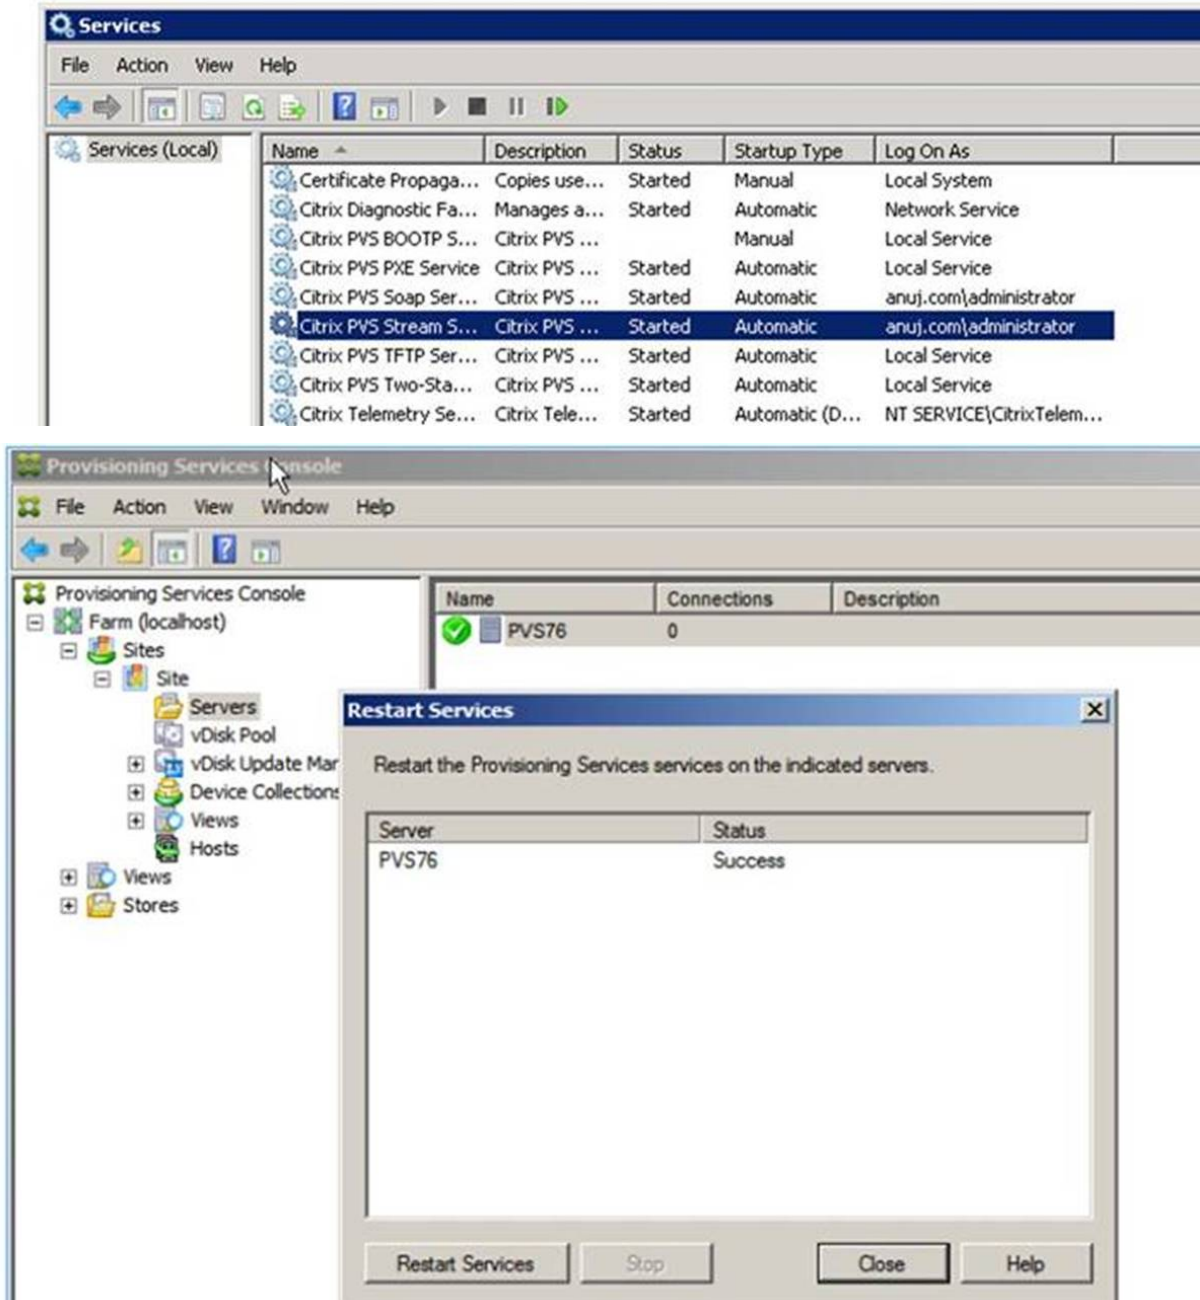 Services
File Action View Help
Services (Local)
Name Description Status Startup Type Log On As
Certificate Propaga... Copies use... Started Manual Local System
Citrix Diagnostic Fa... Manages a... Started Automatic Network Service
Citrix PVS BOOTP S... Citrix PVS ... Manual Local Service
Citrix PVS PXE Service Citrix PVS ... Started Automatic Local Service
Citrix PVS Soap Ser... Citrix PVS ... Started Automatic anuj.com\administrator
Citrix PVS Stream S... Citrix PVS ... Started Automatic anuj.com\administrator
Citrix PVS TFTP Ser... Citrix PVS ... Started Automatic Local Service
Citrix PVS Two-Sta... Citrix PVS ... Started Automatic Local Service
Citrix Telemetry Se... Citrix Tele... Started Automatic (D... NT SERVICE\CitrixTelem...
Provisioning Services Console
File Action View Window Help
Provisioning Services Console
Farm (localhost)
Sites
Site
Servers
vDisk Pool
vDisk Update Mar
Device Collections
Views
Hosts
Views
Stores
Name Connections Description
PVS76 0
Restart Services
Restart the Provisioning Services services on the indicated servers.
Server Status
PVS76 Success
Restart Services Stop Close Help